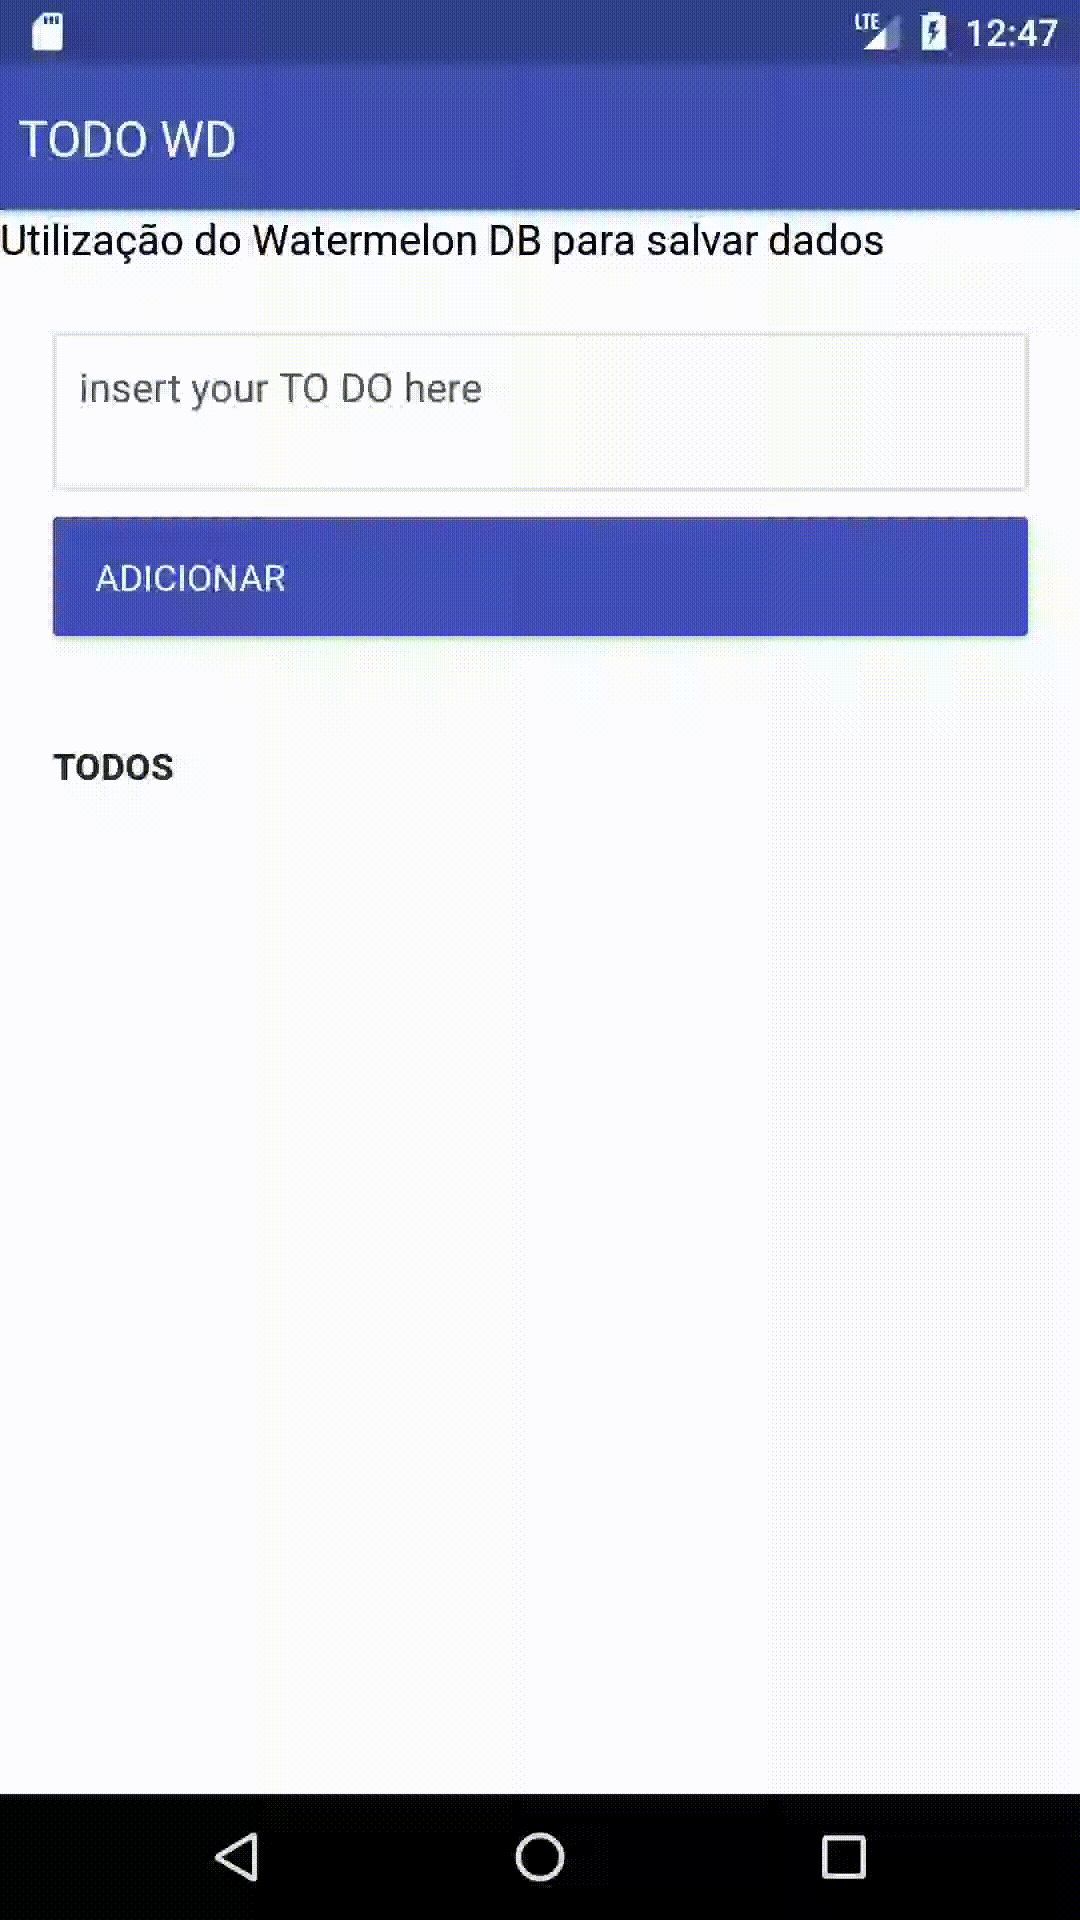 LTE 12:47
TODO WD
Utilização do Watermelon DB para salvar dados
insert your TO DO here
ADICIONAR
TODOS